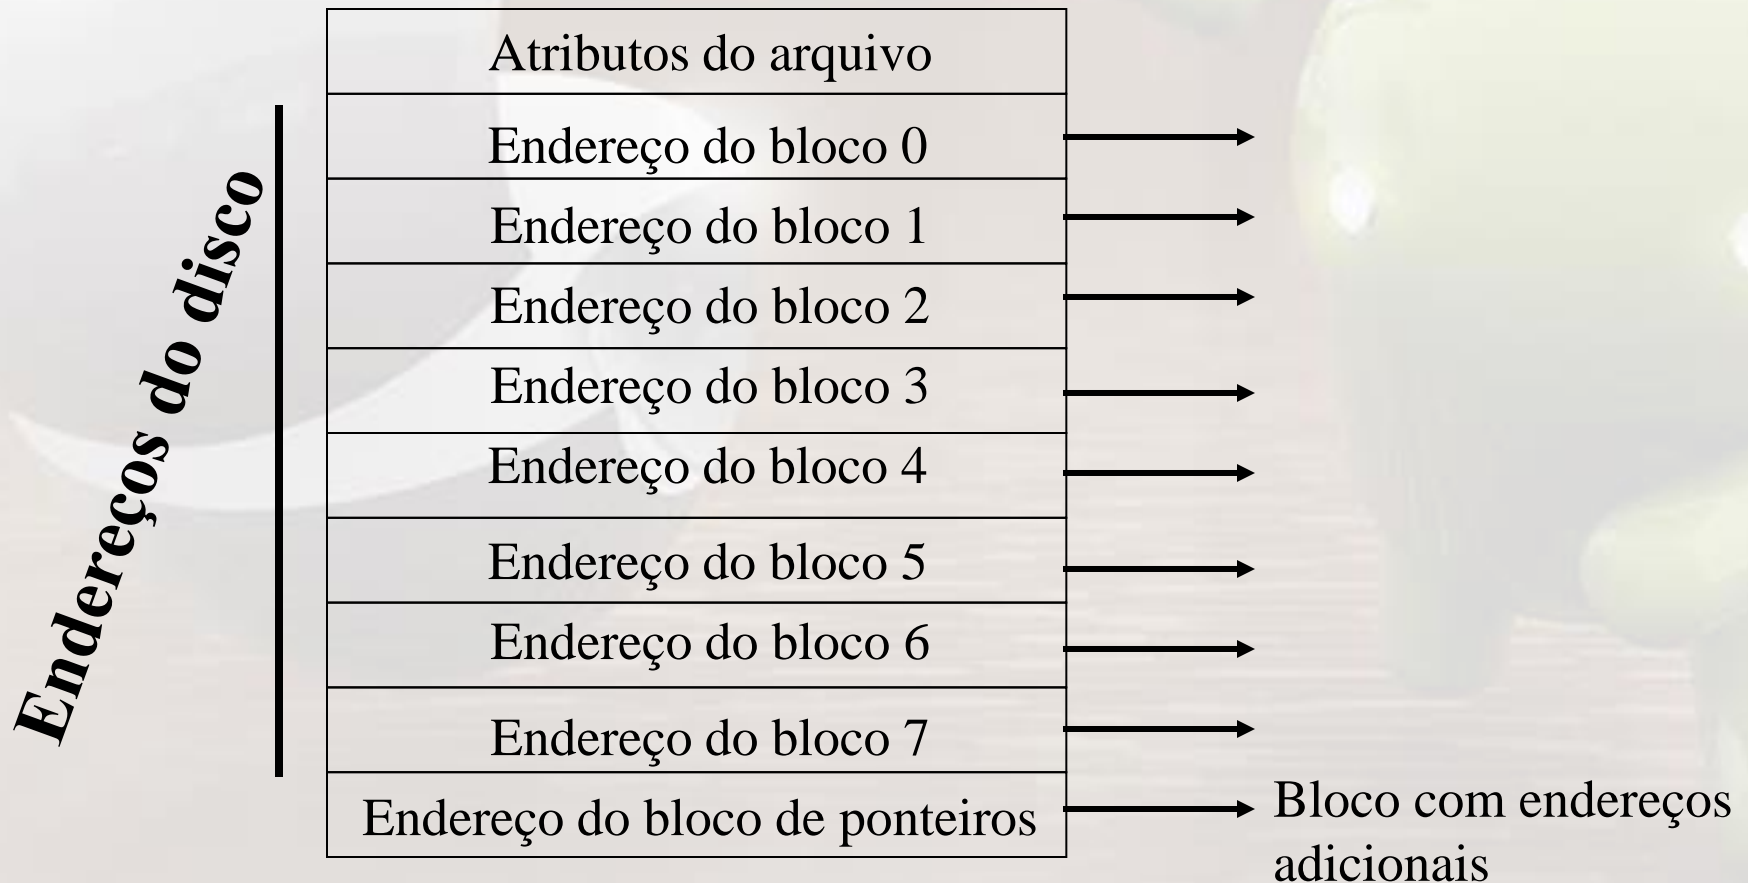 Atributos do arquivo
Endereço do bloco 0
Endereço do bloco 1
Endereço do bloco 2
Endereço do bloco 3
Endereço do bloco 4
Endereço do bloco 5
Endereço do bloco 6
Endereço do bloco 7
Endereço do bloco de ponteiros
Endereços do disco
Bloco com endereços
adicionais